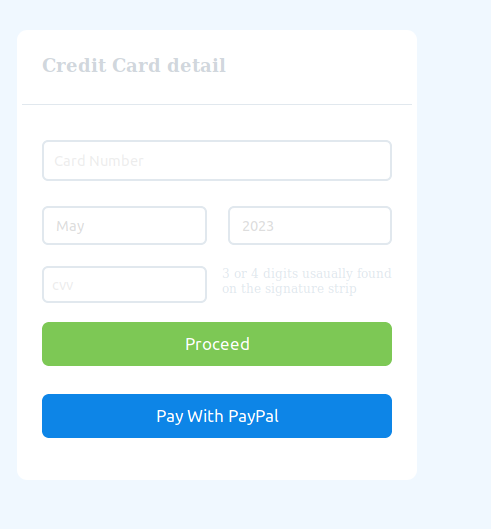 Credit Card detail
Card Number
May
2023
cvv
3 or 4 digits usaually found
on the signature strip
Proceed
Pay With PayPal